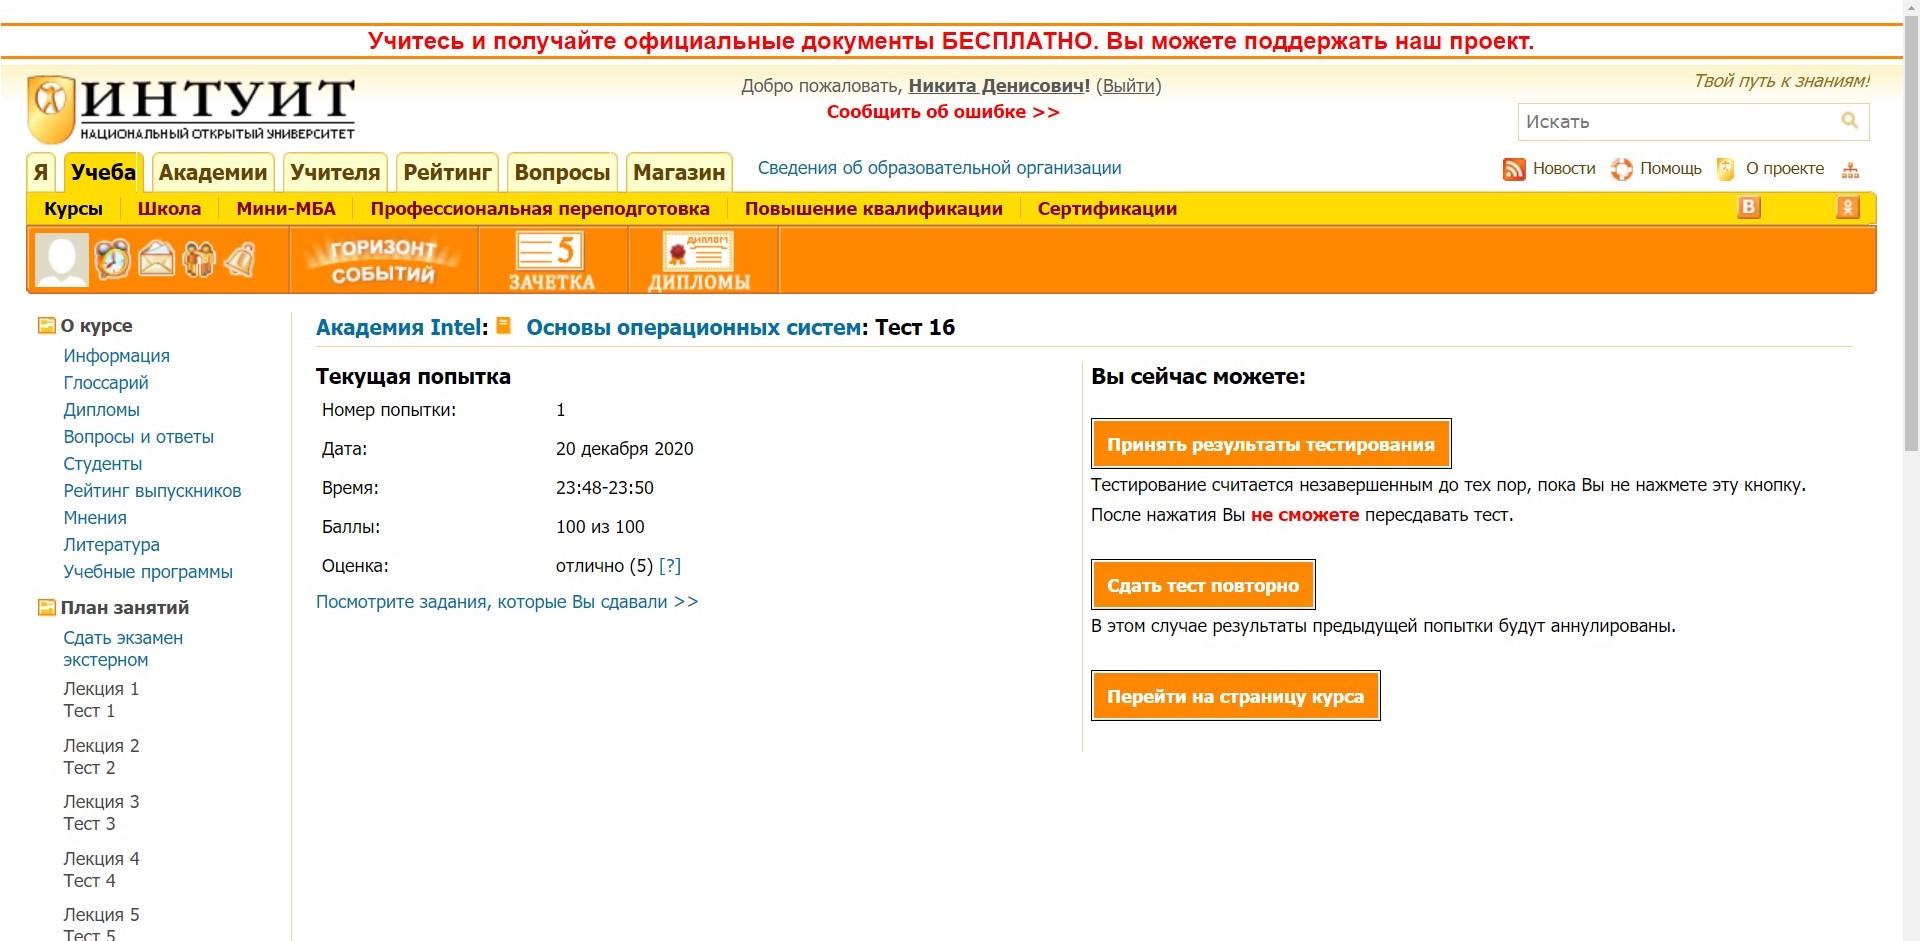 Учитесь и получайте официальные документы БЕСПЛАТНО. Вы можете поддержать наш проект.
ИНТУИТ
НАЦИОНАЛЬНЫЙ ОТКРЫТЫЙ УНИВЕРСИТЕТ
Добро пожаловать, Никита Денисович! (Выйти)
Сообщить об ошибке >>
Твой путь к знаниям!
Искать
Я Учеба Академии Учителя Рейтинг Вопросы Магазин Сведения об образовательной организации Новости Помощь О проекте
Курсы Школа Мини-МБА Профессиональная переподготовка Повышение квалификации Сертификации В
ГОРИЗОНТ СОБЫТИЙ
5 ЗАЧЕТКА
ДИПЛОМ ДИПЛОМЫ
О курсе
Информация
Глоссарий
Дипломы
Вопросы и ответы
Студенты
Рейтинг выпускников
Мнения
Литература
Учебные программы
План занятий
Сдать экзамен
экстерном
Лекция 1
Тест 1
Лекция 2
Тест 2
Лекция 3
Тест 3
Лекция 4
Тест 4
Лекция 5
Тест 5
Академия Intel: Основы операционных систем: Тест 16
Текущая попытка
Номер попытки: 1
Дата: 20 декабря 2020
Время: 23:48-23:50
Баллы: 100 из 100
Оценка: отлично (5) [?]
Посмотрите задания, которые Вы сдавали >>
Вы сейчас можете:
Принять результаты тестирования
Тестирование считается незавершенным до тех пор, пока Вы не нажмете эту кнопку.
После нажатия Вы не сможете пересдавать тест.
Сдать тест повторно
В этом случае результаты предыдущей попытки будут аннулированы.
Перейти на страницу курса